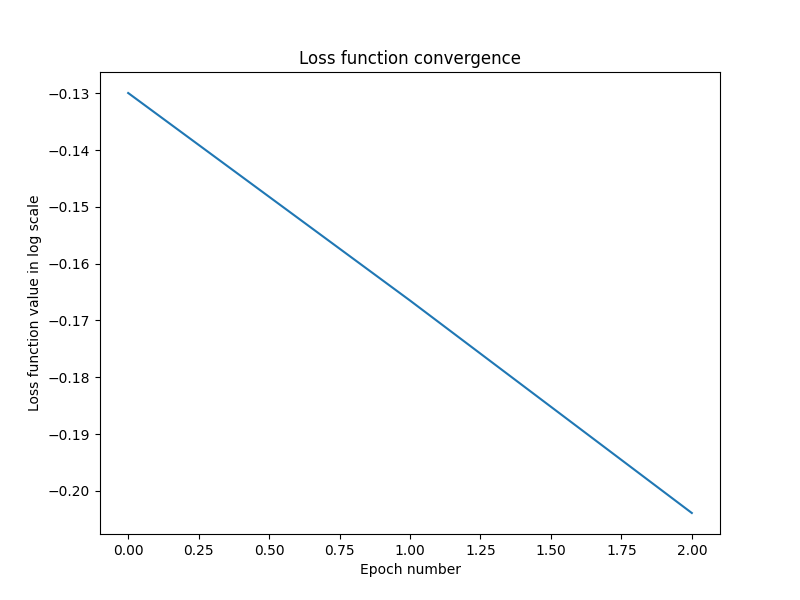 Loss function convergence
Loss function value in log scale
−0.13
−0.14
−0.15
−0.16
−0.17
−0.18
−0.19
−0.20
0.00 0.25 0.50 0.75 1.00 1.25 1.50 1.75 2.00
Epoch number